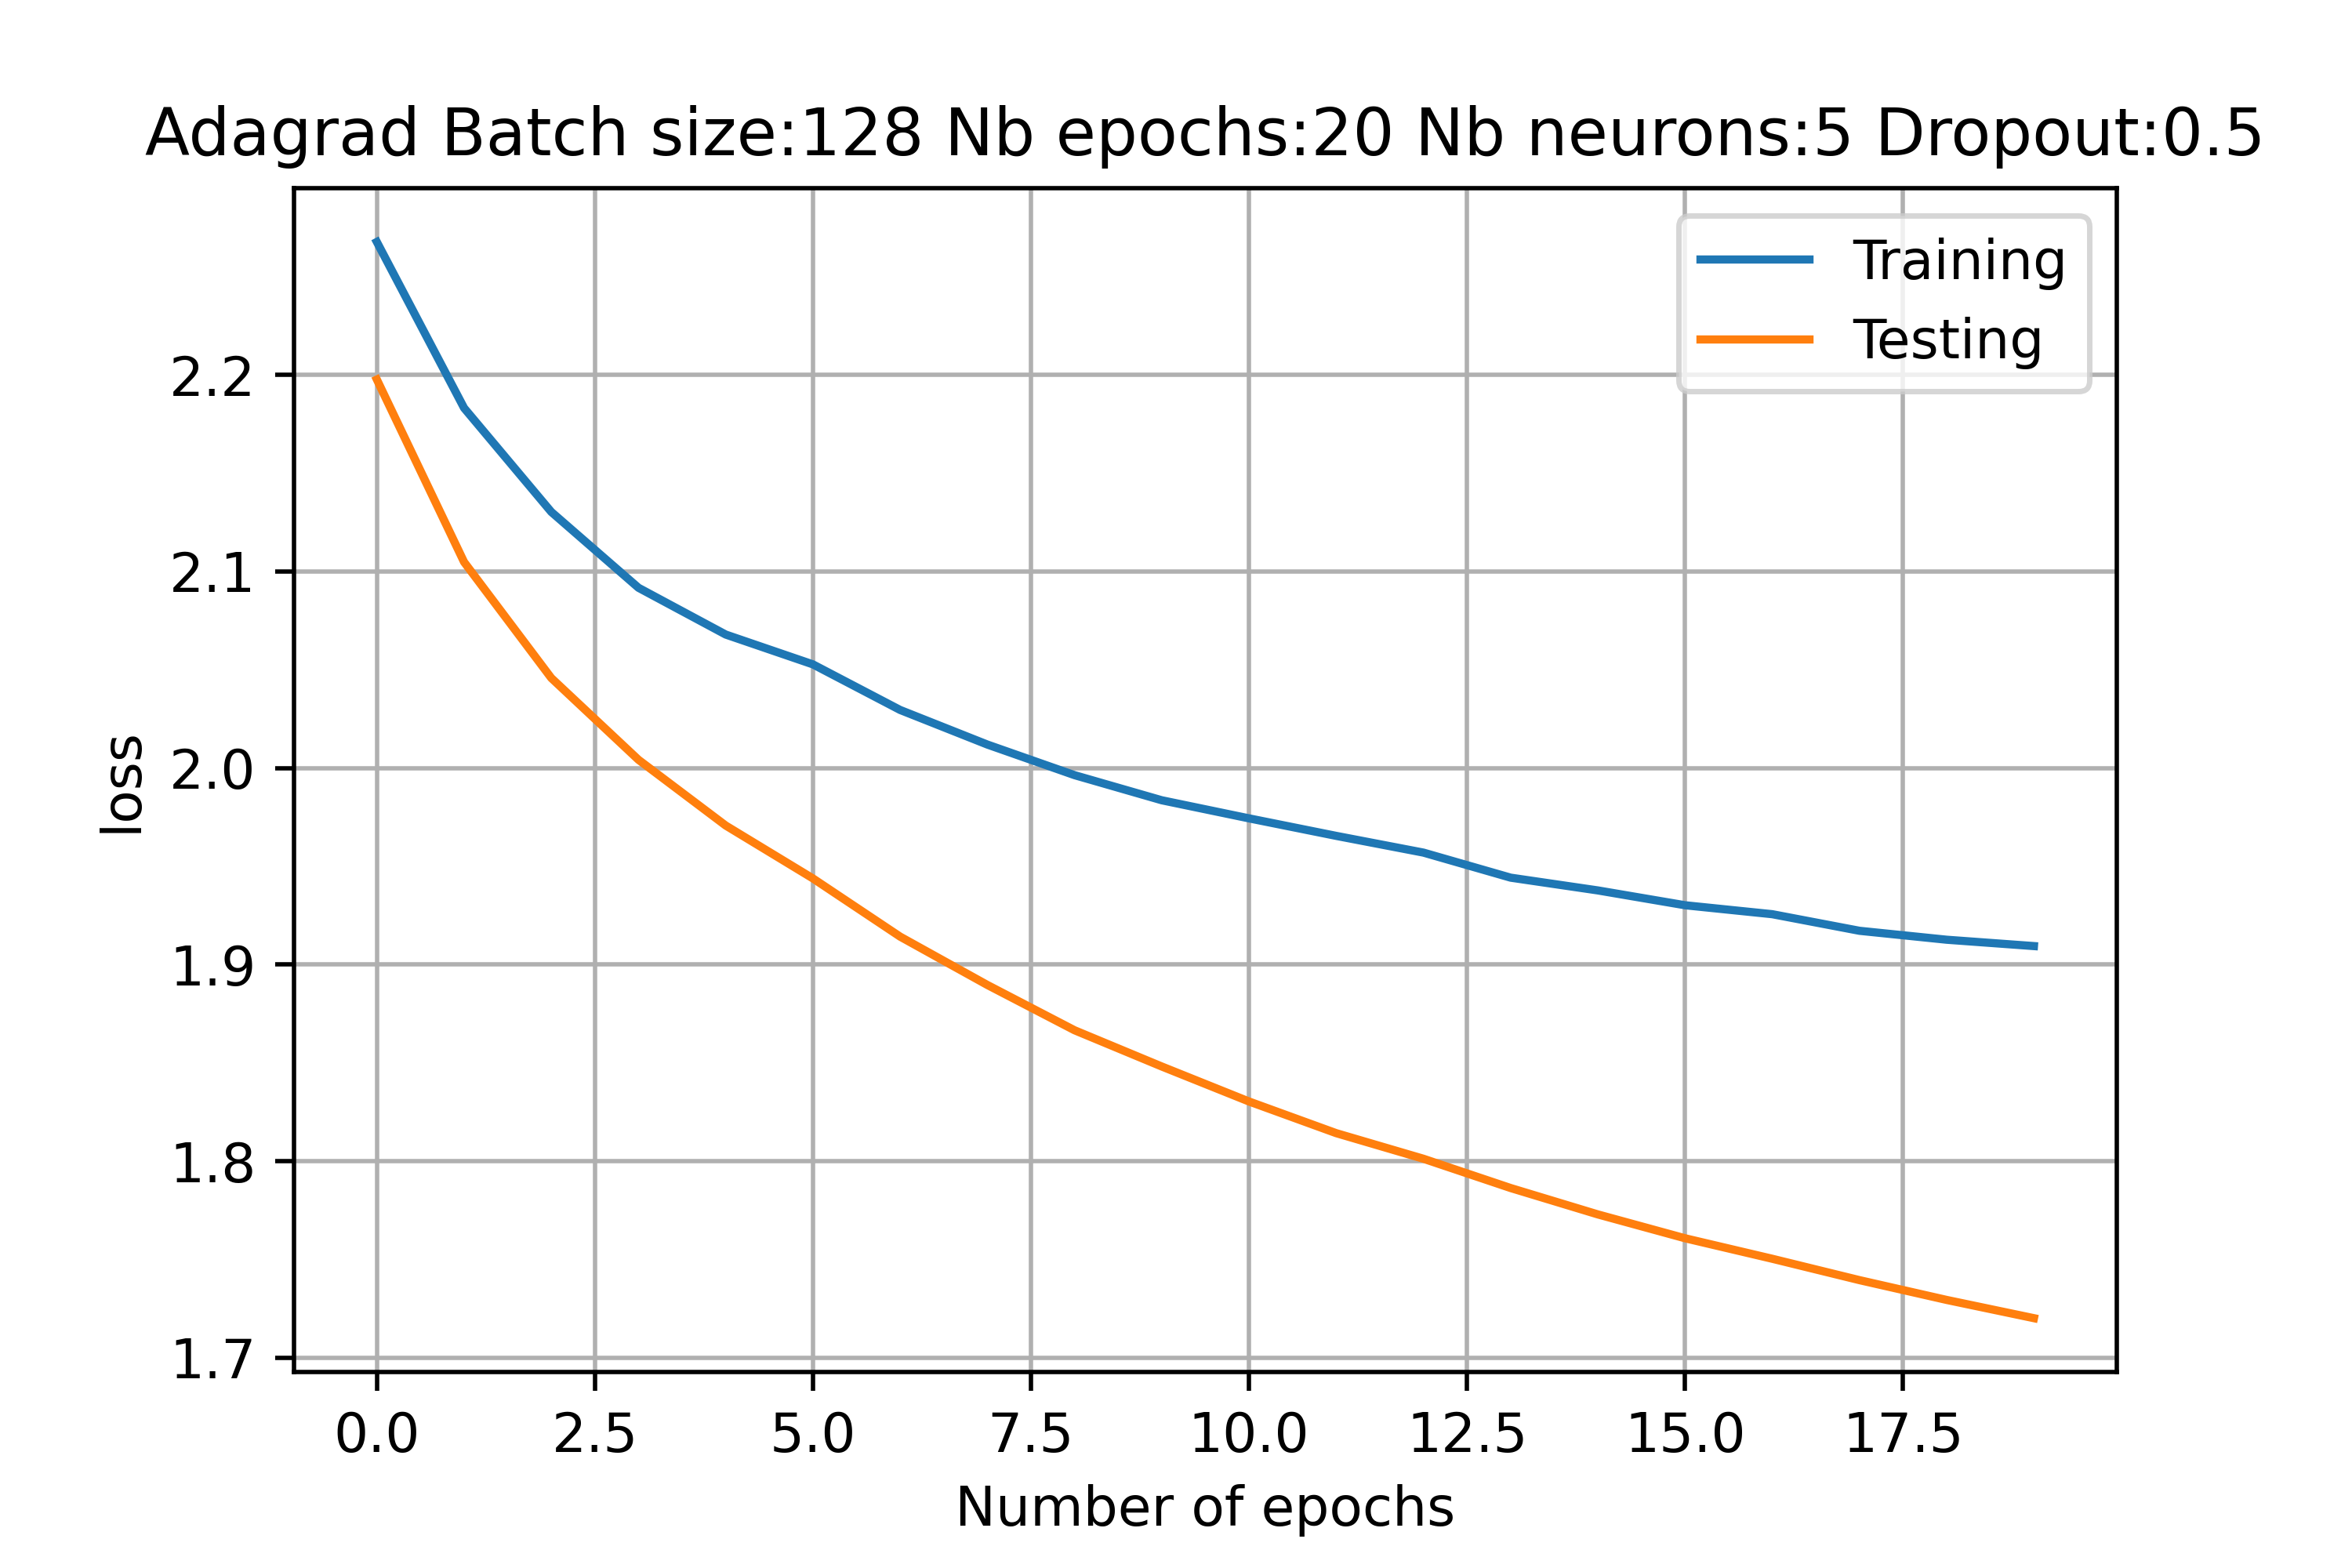 Adagrad Batch size:128 Nb epochs:20 Nb neurons:5 Dropout:0.5
Training
Testing
2.2
2.1
2.0
1.9
1.8
1.7
loss
0.0 2.5 5.0 7.5 10.0 12.5 15.0 17.5
Number of epochs